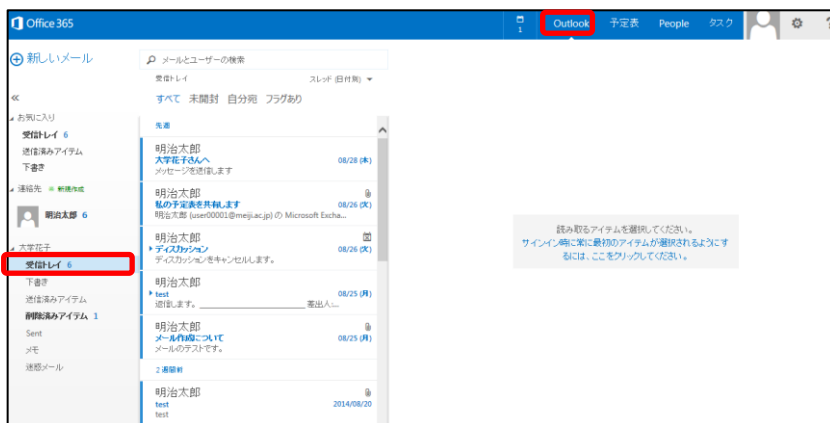 Office 365
1
Outlook 予定表 People タスク
?
新しいメール
メールとユーザーの検索
受信トレイ スレッド (日付別)
«
すべて 未開封 自分宛 フラグあり
お気に入り
受信トレイ 6
送信済みアイテム
下書き
連絡先 新規作成
明治太郎 6
大学花子
受信トレイ 6
下書き
送信済みアイテム
削除済みアイテム 1
Sent
メモ
迷惑メール
先週
明治太郎
大学花子さんへ 08/28 (木)
メッセージを送信します
明治太郎
私の予定表を共有します 08/26 (火)
明治太郎 (user00001@meiji.ac.jp) の Microsoft Excha...
明治太郎
ディスカッション 08/26 (火)
ディスカッションをキャンセルします。
明治太郎
test 08/25 (月)
返信します。 ____________________ 差出人:...
明治太郎
メール作成について 08/25 (月)
メールのテストです。
2 週間前
明治太郎
test 2014/08/20
test
読み取るアイテムを選択してください。
サインイン時に常に最初のアイテムが選択されるようにす
るには、ここをクリックしてください。